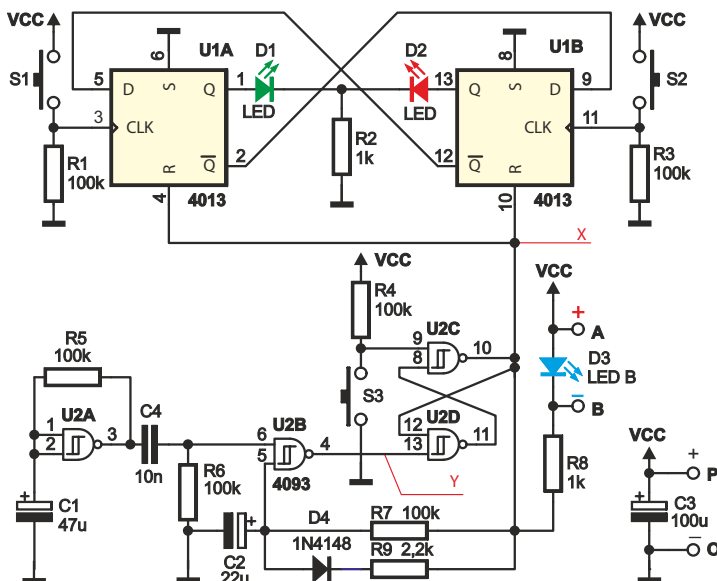 VCC
S1
5
3
R1
100k
6
U1A
S
D
CLK
Q
Q
R
1
2
4
4013
D1
LED
R2
1k
D2
LED
8
U1B
S
Q
D
CLK
Q
R
13
12
9
11
10
4013
VCC
S2
R3
100k
X
VCC
R4
100k
S3
U2C
9
8
10
U2D
12
13
11
Y
VCC
+
A
D3
LED B
−
B
R8
1k
R5
100k
U2A
1
2
3
C4
10n
+
C1
47u
R6
100k
U2B
6
5
4
4093
+
C2
22u
D4
1N4148
R7 100k
R9 2,2k
VCC
+
P
+
C3
100u
−
O